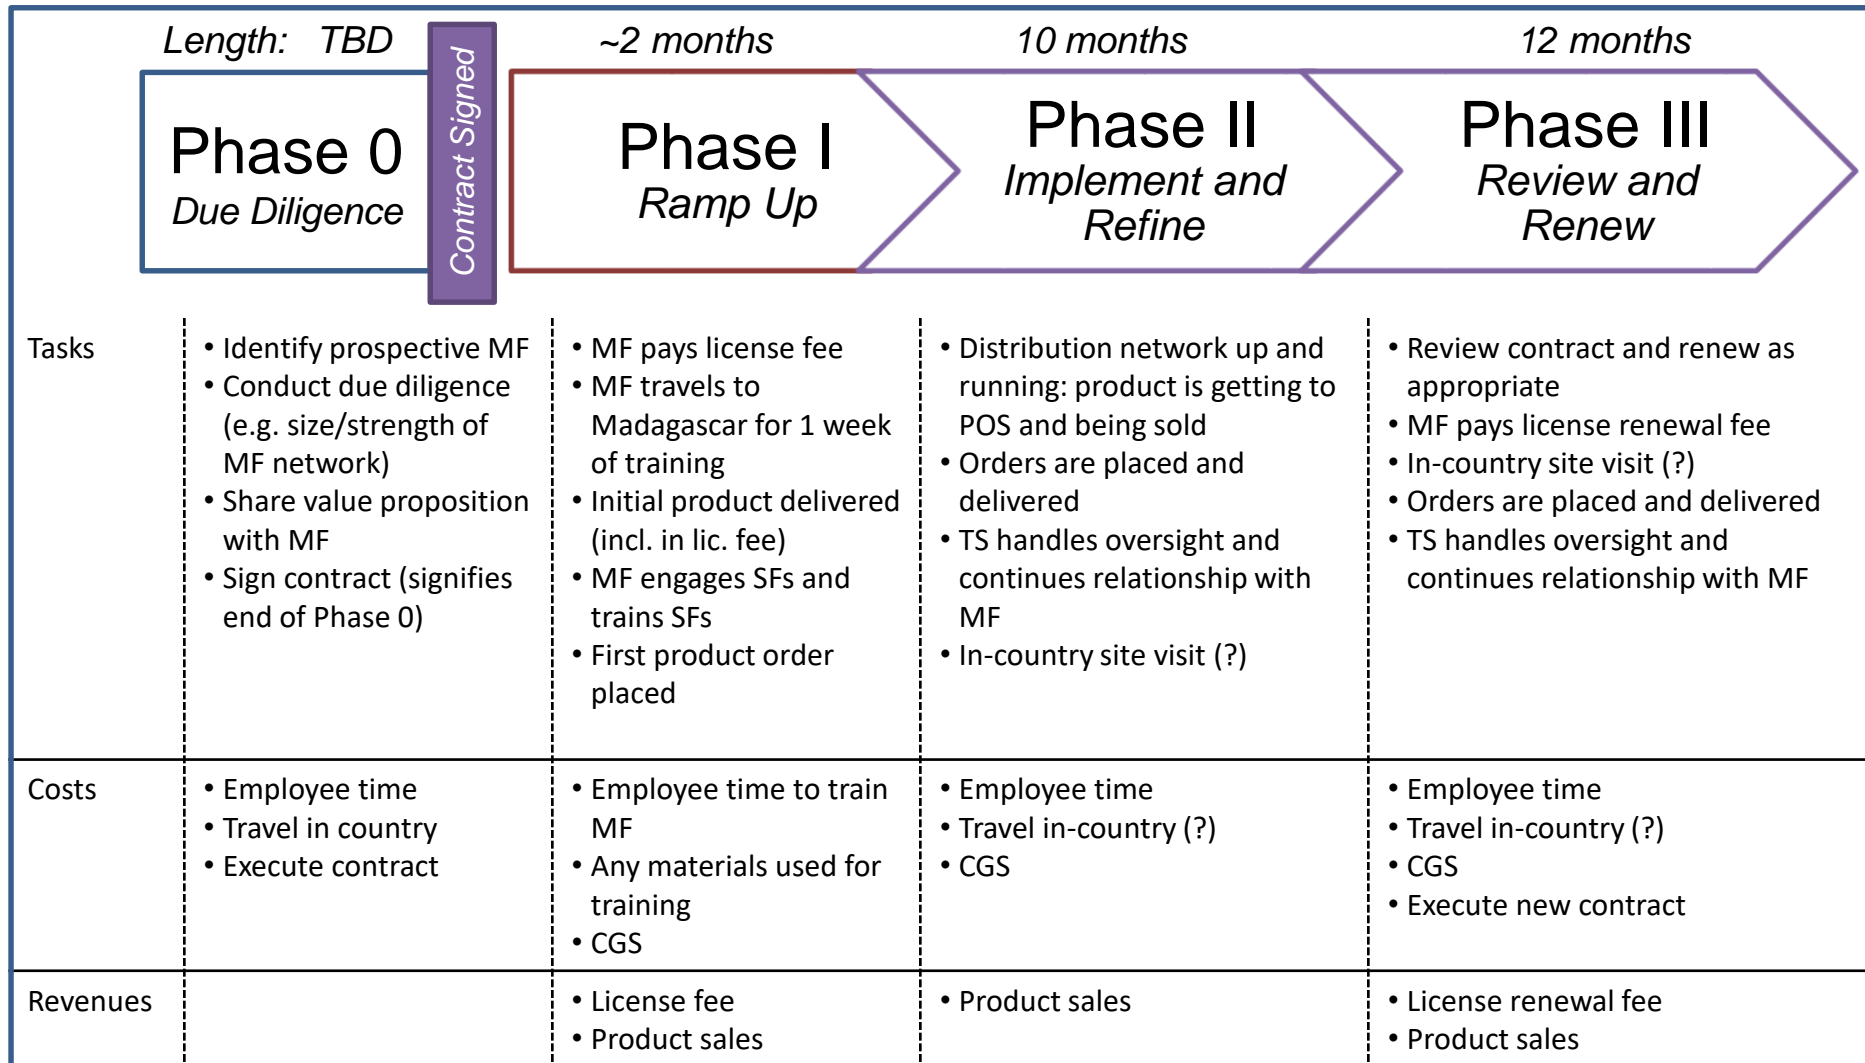 Length: TBD
~2 months
10 months
12 months
Phase 0
Due Diligence
Contract Signed
Phase I
Ramp Up
Phase II
Implement and
Refine
Phase III
Review and
Renew
Tasks
• Identify prospective MF
• Conduct due diligence
(e.g. size/strength of
MF network)
• Share value proposition
with MF
• Sign contract (signifies
end of Phase 0)
• MF pays license fee
• MF travels to
Madagascar for 1 week
of training
• Initial product delivered
(incl. in lic. fee)
• MF engages SFs and
trains SFs
• First product order
placed
• Distribution network up and
running: product is getting to
POS and being sold
• Orders are placed and
delivered
• TS handles oversight and
continues relationship with
MF
• In-country site visit (?)
• Review contract and renew as
appropriate
• MF pays license renewal fee
• In-country site visit (?)
• Orders are placed and delivered
• TS handles oversight and
continues relationship with MF
Costs
• Employee time
• Travel in country
• Execute contract
• Employee time to train
MF
• Any materials used for
training
• CGS
• Employee time
• Travel in-country (?)
• CGS
• Employee time
• Travel in-country (?)
• CGS
• Execute new contract
Revenues
• License fee
• Product sales
• Product sales
• License renewal fee
• Product sales